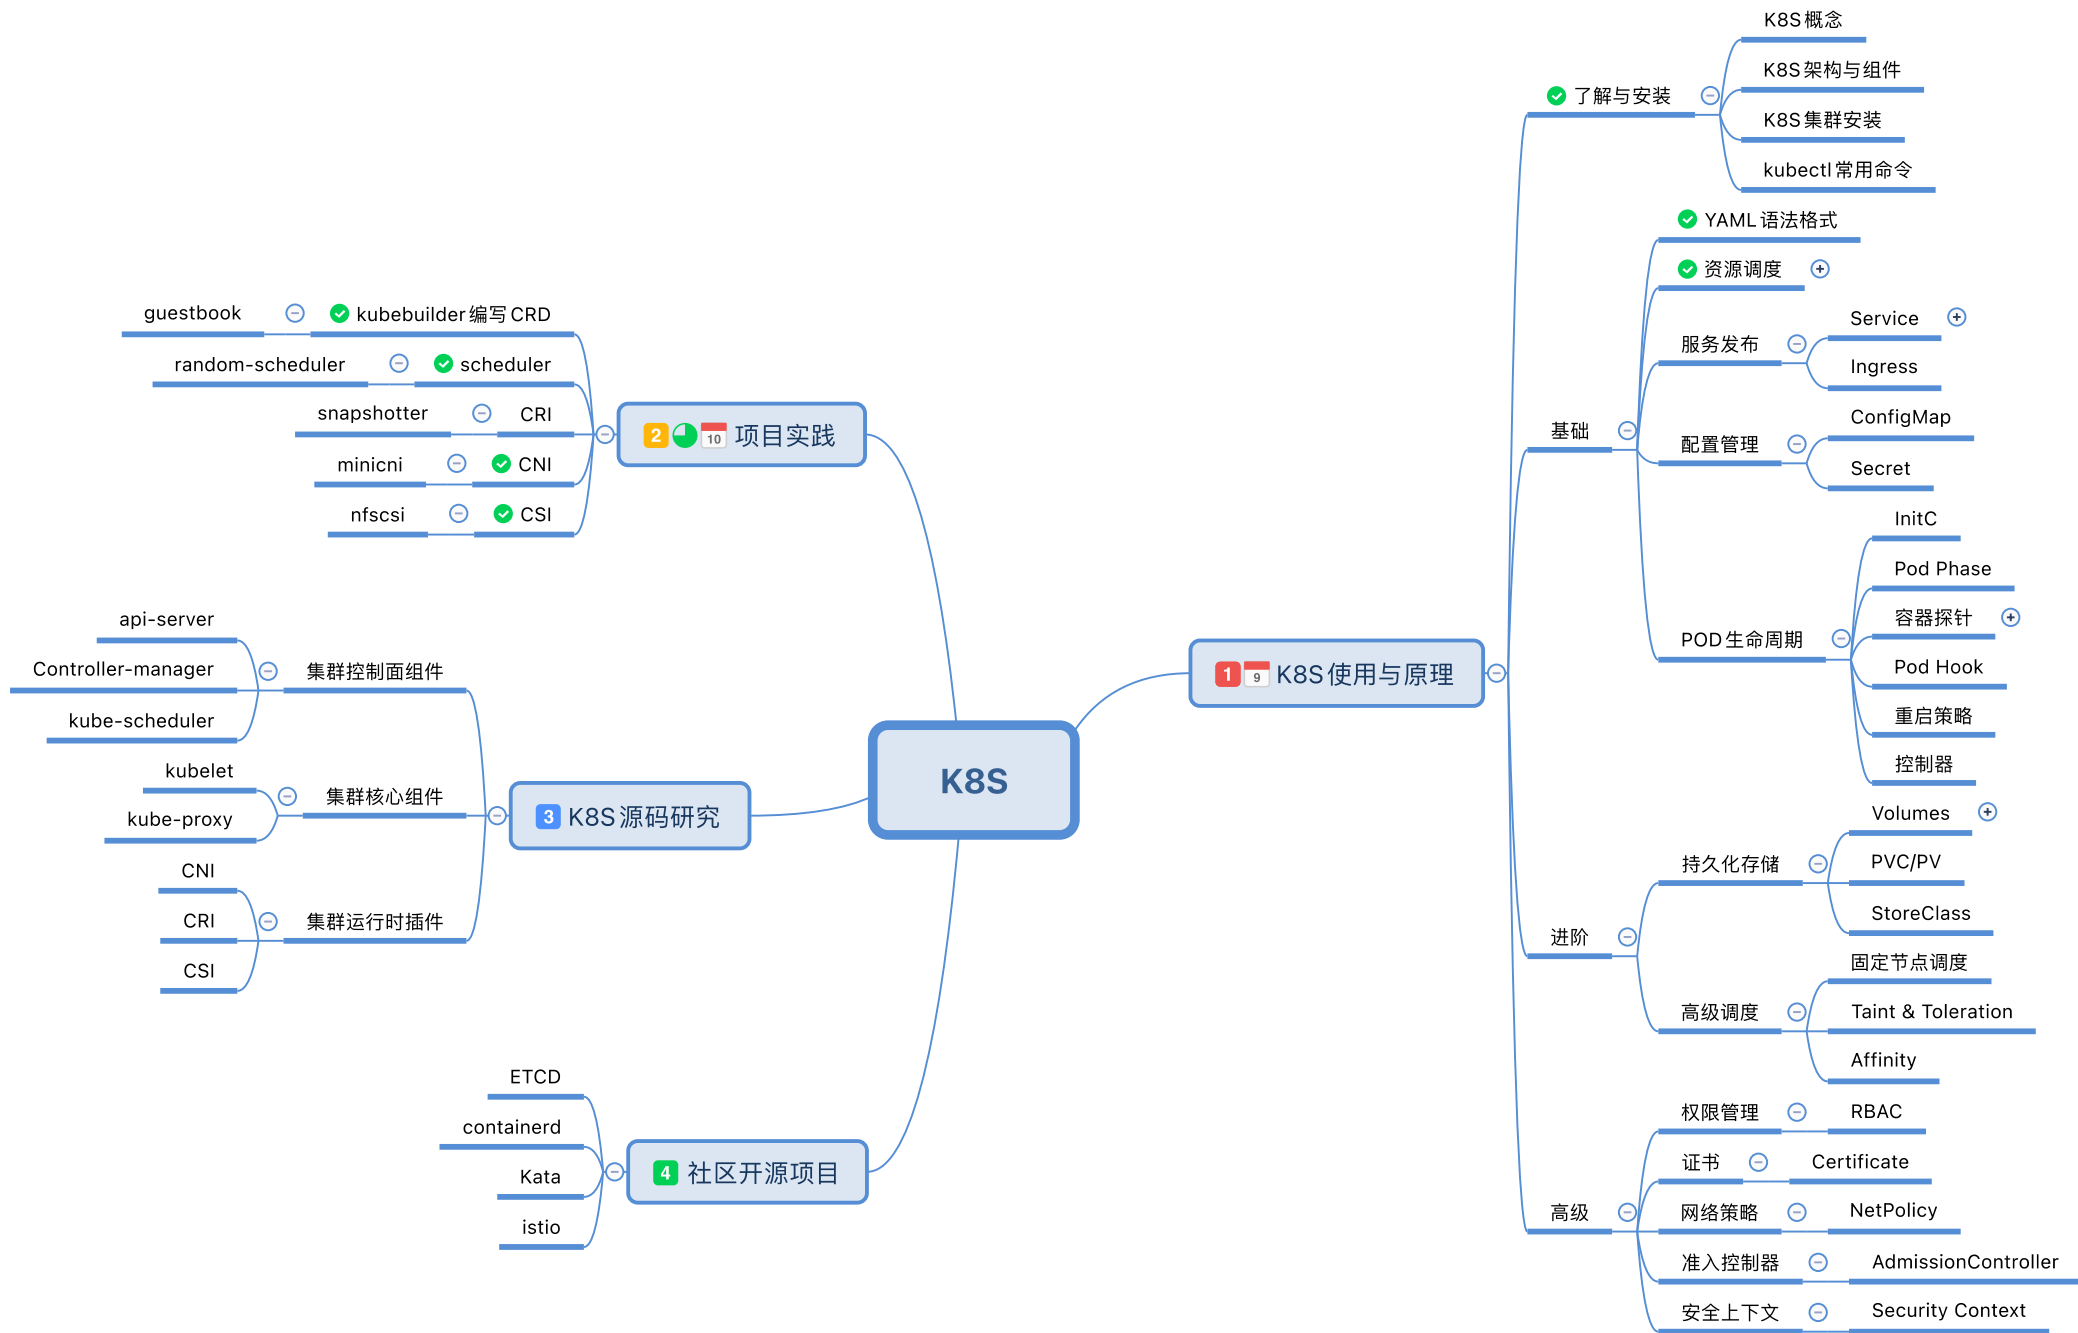 K8S
1 9 K8S使用与原理
了解与安装
K8S概念
K8S架构与组件
K8S集群安装
kubectl常用命令
基础
YAML语法格式
资源调度
服务发布
Service
Ingress
配置管理
ConfigMap
Secret
POD生命周期
InitC
Pod Phase
容器探针
Pod Hook
重启策略
控制器
进阶
持久化存储
Volumes
PVC/PV
StoreClass
高级调度
固定节点调度
Taint & Toleration
Affinity
高级
权限管理
RBAC
证书
Certificate
网络策略
NetPolicy
准入控制器
AdmissionController
安全上下文
Security Context
2 10 项目实践
kubebuilder编写CRD
guestbook
scheduler
random-scheduler
CRI
snapshotter
CNI
minicni
CSI
nfscsi
3 K8S源码研究
集群控制面组件
api-server
Controller-manager
kube-scheduler
集群核心组件
kubelet
kube-proxy
集群运行时插件
CNI
CRI
CSI
4 社区开源项目
ETCD
containerd
Kata
istio